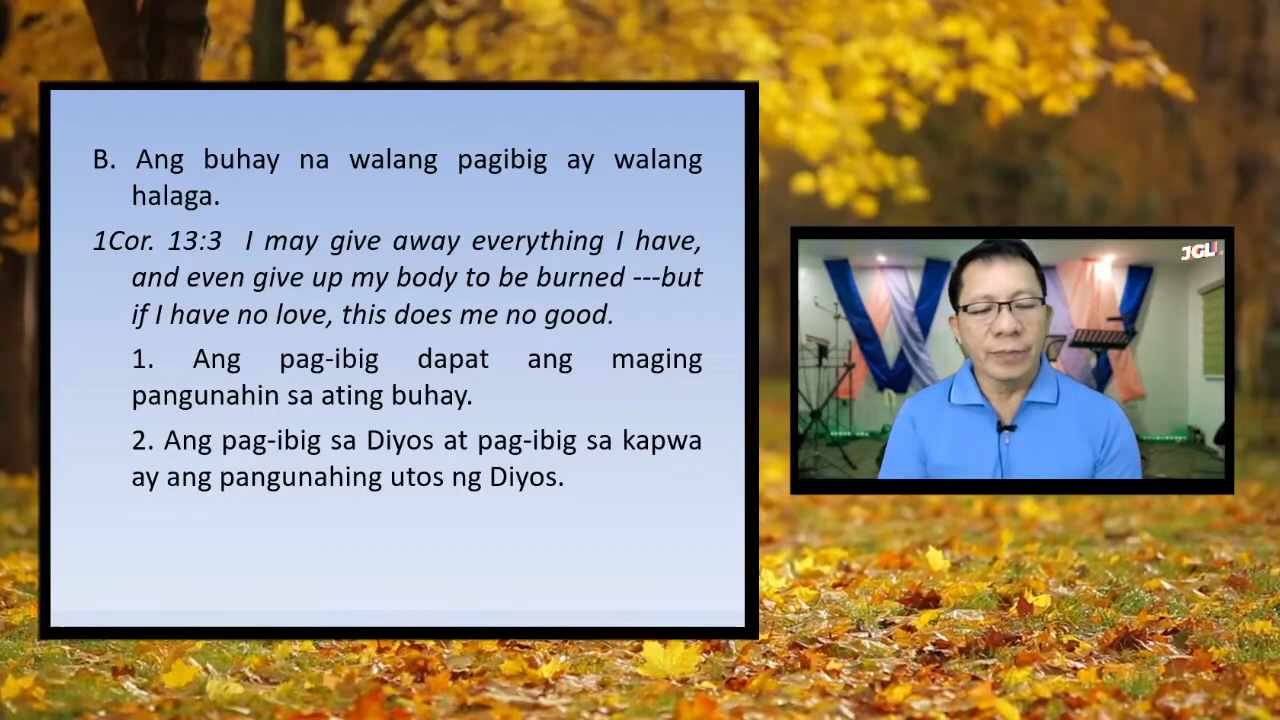 B. Ang buhay na walang pagibig ay walang
halaga.
1Cor. 13:3 I may give away everything I have,
and even give up my body to be burned ---but
if I have no love, this does me no good.
1. Ang pag-ibig dapat ang maging
pangunahin sa ating buhay.
2. Ang pag-ibig sa Diyos at pag-ibig sa kapwa
ay ang pangunahing utos ng Diyos.